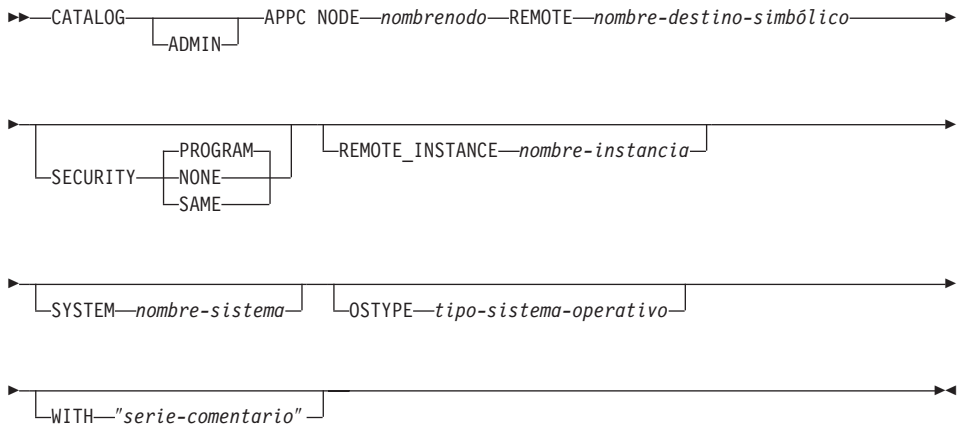 CATALOG APPC NODE nombrenodo REMOTE nombre-destino-simbólico
ADMIN
PROGRAM
SECURITY NONE
SAME
REMOTE_INSTANCE nombre-instancia
SYSTEM nombre-sistema
OSTYPE tipo-sistema-operativo
WITH "serie-comentario"